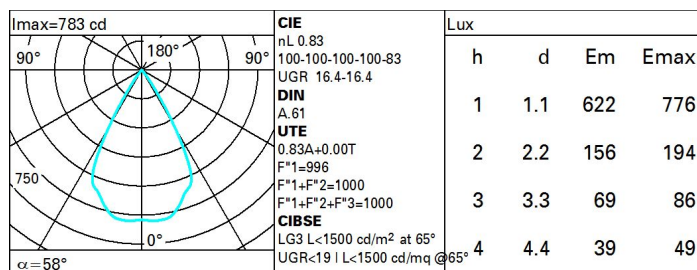 Imax=783 cd
90° 180° 90°
750
0°
α=58°
CIE
nL 0.83
100-100-100-100-83
UGR 16.4-16.4
DIN
A.61
UTE
0.83A+0.00T
F"1=996
F"1+F"2=1000
F"1+F"2+F"3=1000
CIBSE
LG3 L<1500 cd/m² at 65°
UGR<19 | L<1500 cd/mq @65°
Lux
h d Em Emax
1 1.1 622 776
2 2.2 156 194
3 3.3 69 86
4 4.4 39 49